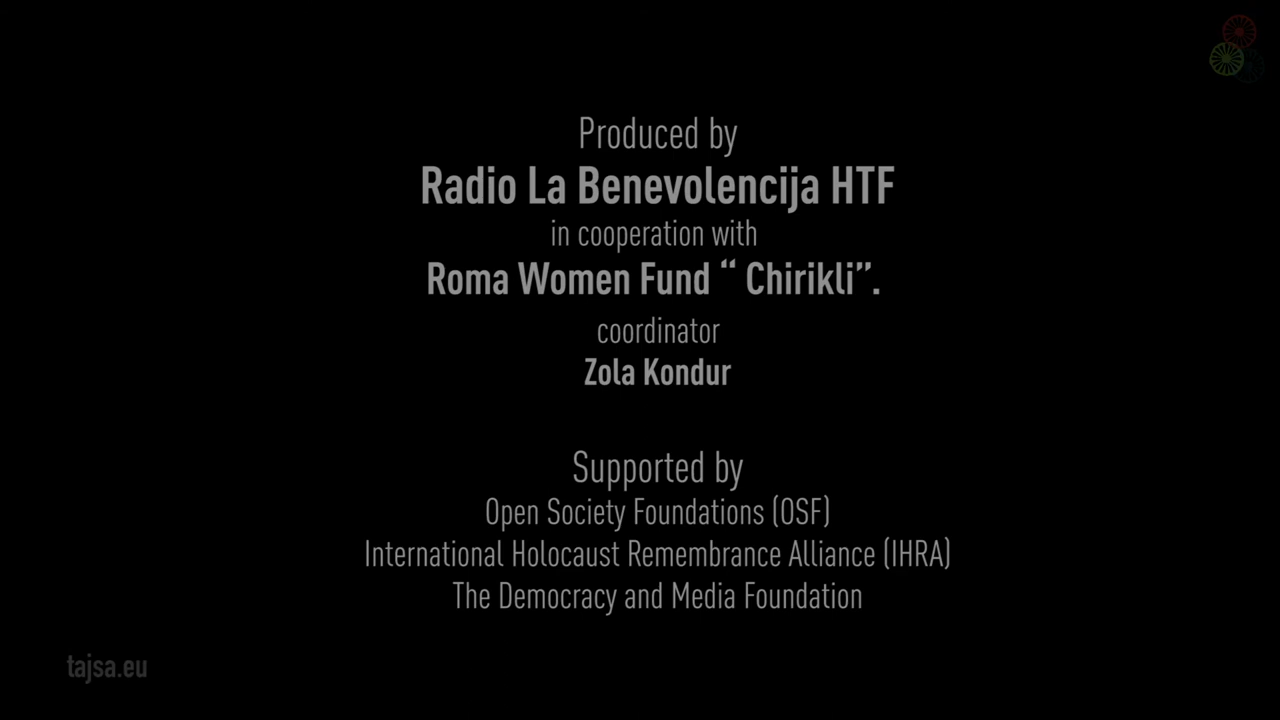 Produced by
Radio La Benevolencija HTF
in cooperation with
Roma Women Fund “ Chirikli”.
coordinator
Zola Kondur
Supported by
Open Society Foundations (OSF)
International Holocaust Remembrance Alliance (IHRA)
The Democracy and Media Foundation
tajsa.eu